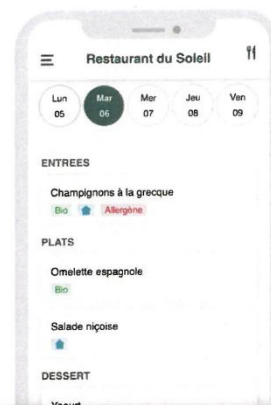 Restaurant du Soleil
Lun Mar Mer Jeu Ven
05 06 07 08 09
ENTREES
Champignons à la grecque
Bio Allergène
PLATS
Omelette espagnole
Bio
Salade niçoise
DESSERT
Yaourt